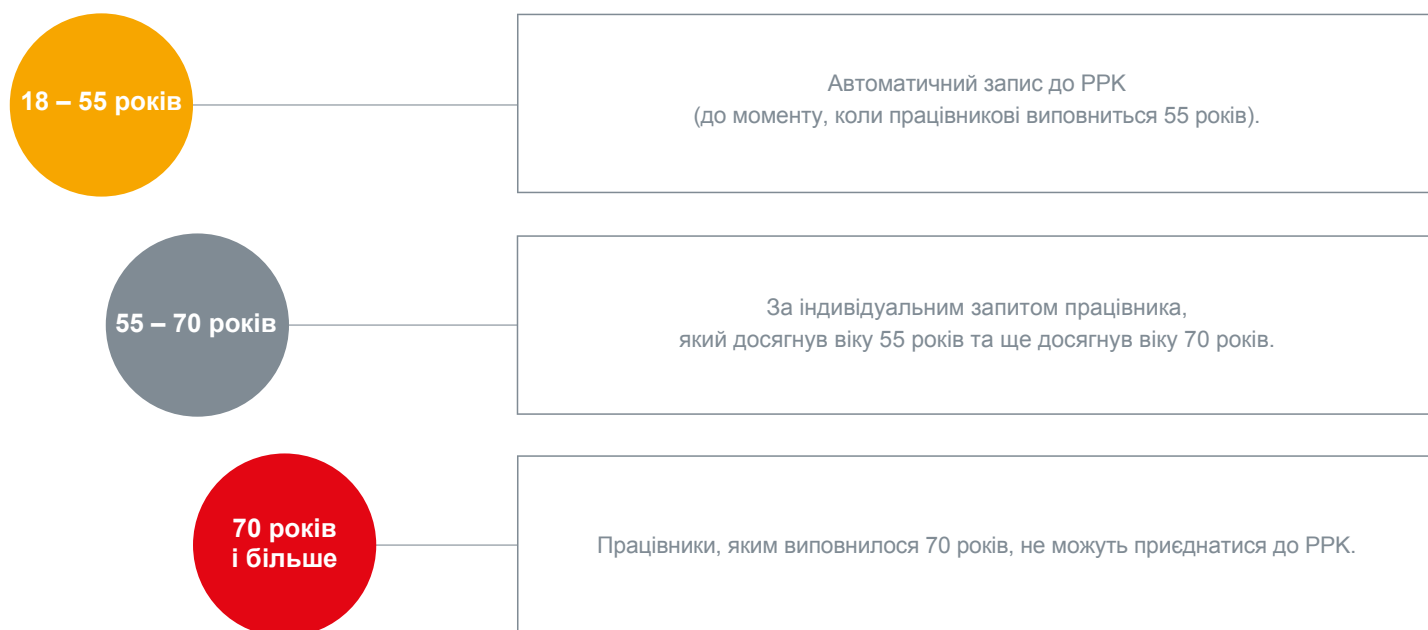 18 – 55 років
Автоматичний запис до PPK
(до моменту, коли працівникові виповниться 55 років).
55 – 70 років
За індивідуальним запитом працівника,
який досягнув віку 55 років та ще досягнув віку 70 років.
70 років
і більше
Працівники, яким виповнилося 70 років, не можуть приєднатися до PPK.